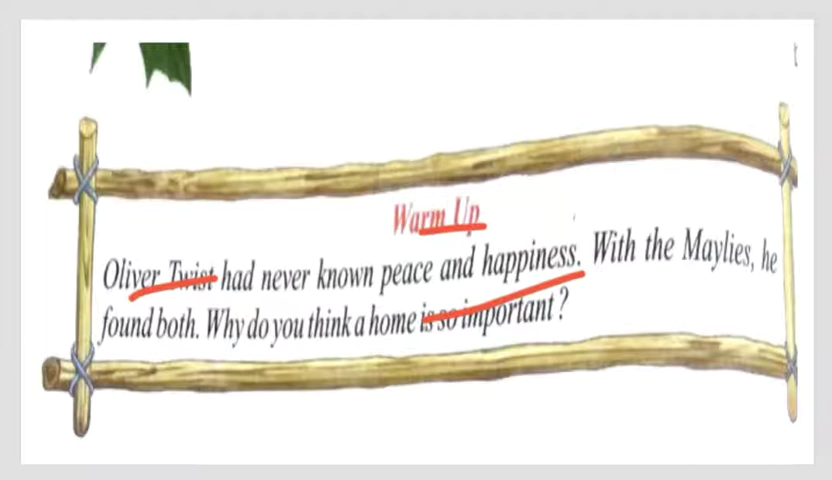 Warm Up
Oliver Twist had never known peace and happiness. With the Maylies, he
found both. Why do you think a home is so important?